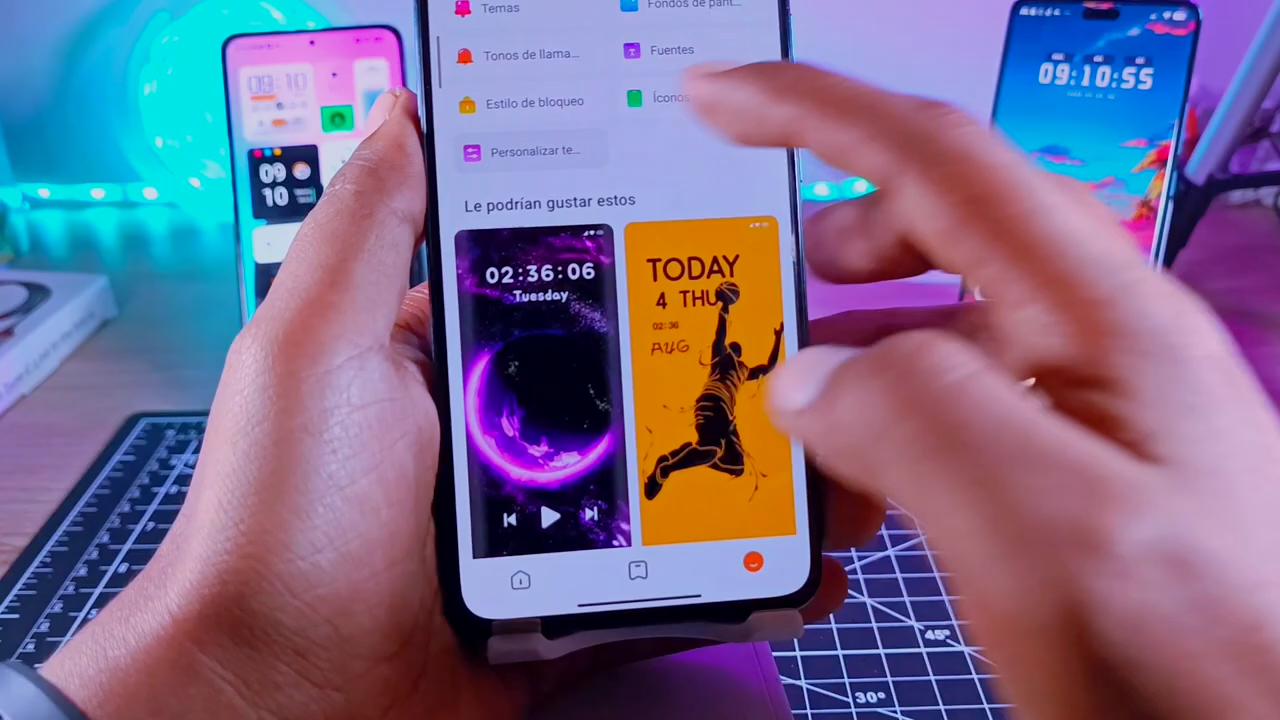 Temas
Fondos de pant...
Tonos de llama...
Fuentes
Estilo de bloqueo
Íconos
Personalizar te...
Le podrían gustar estos
02:36:06
Tuesday
TODAY
4 THU
02:36
AUG
09:10
09
10
09:10:55
45°
30°